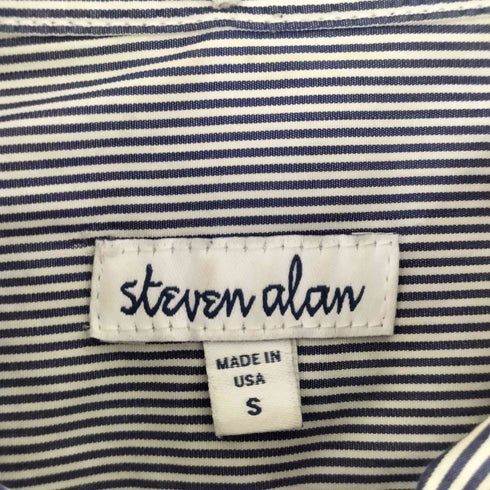 steven alan
MADE IN
USA
S